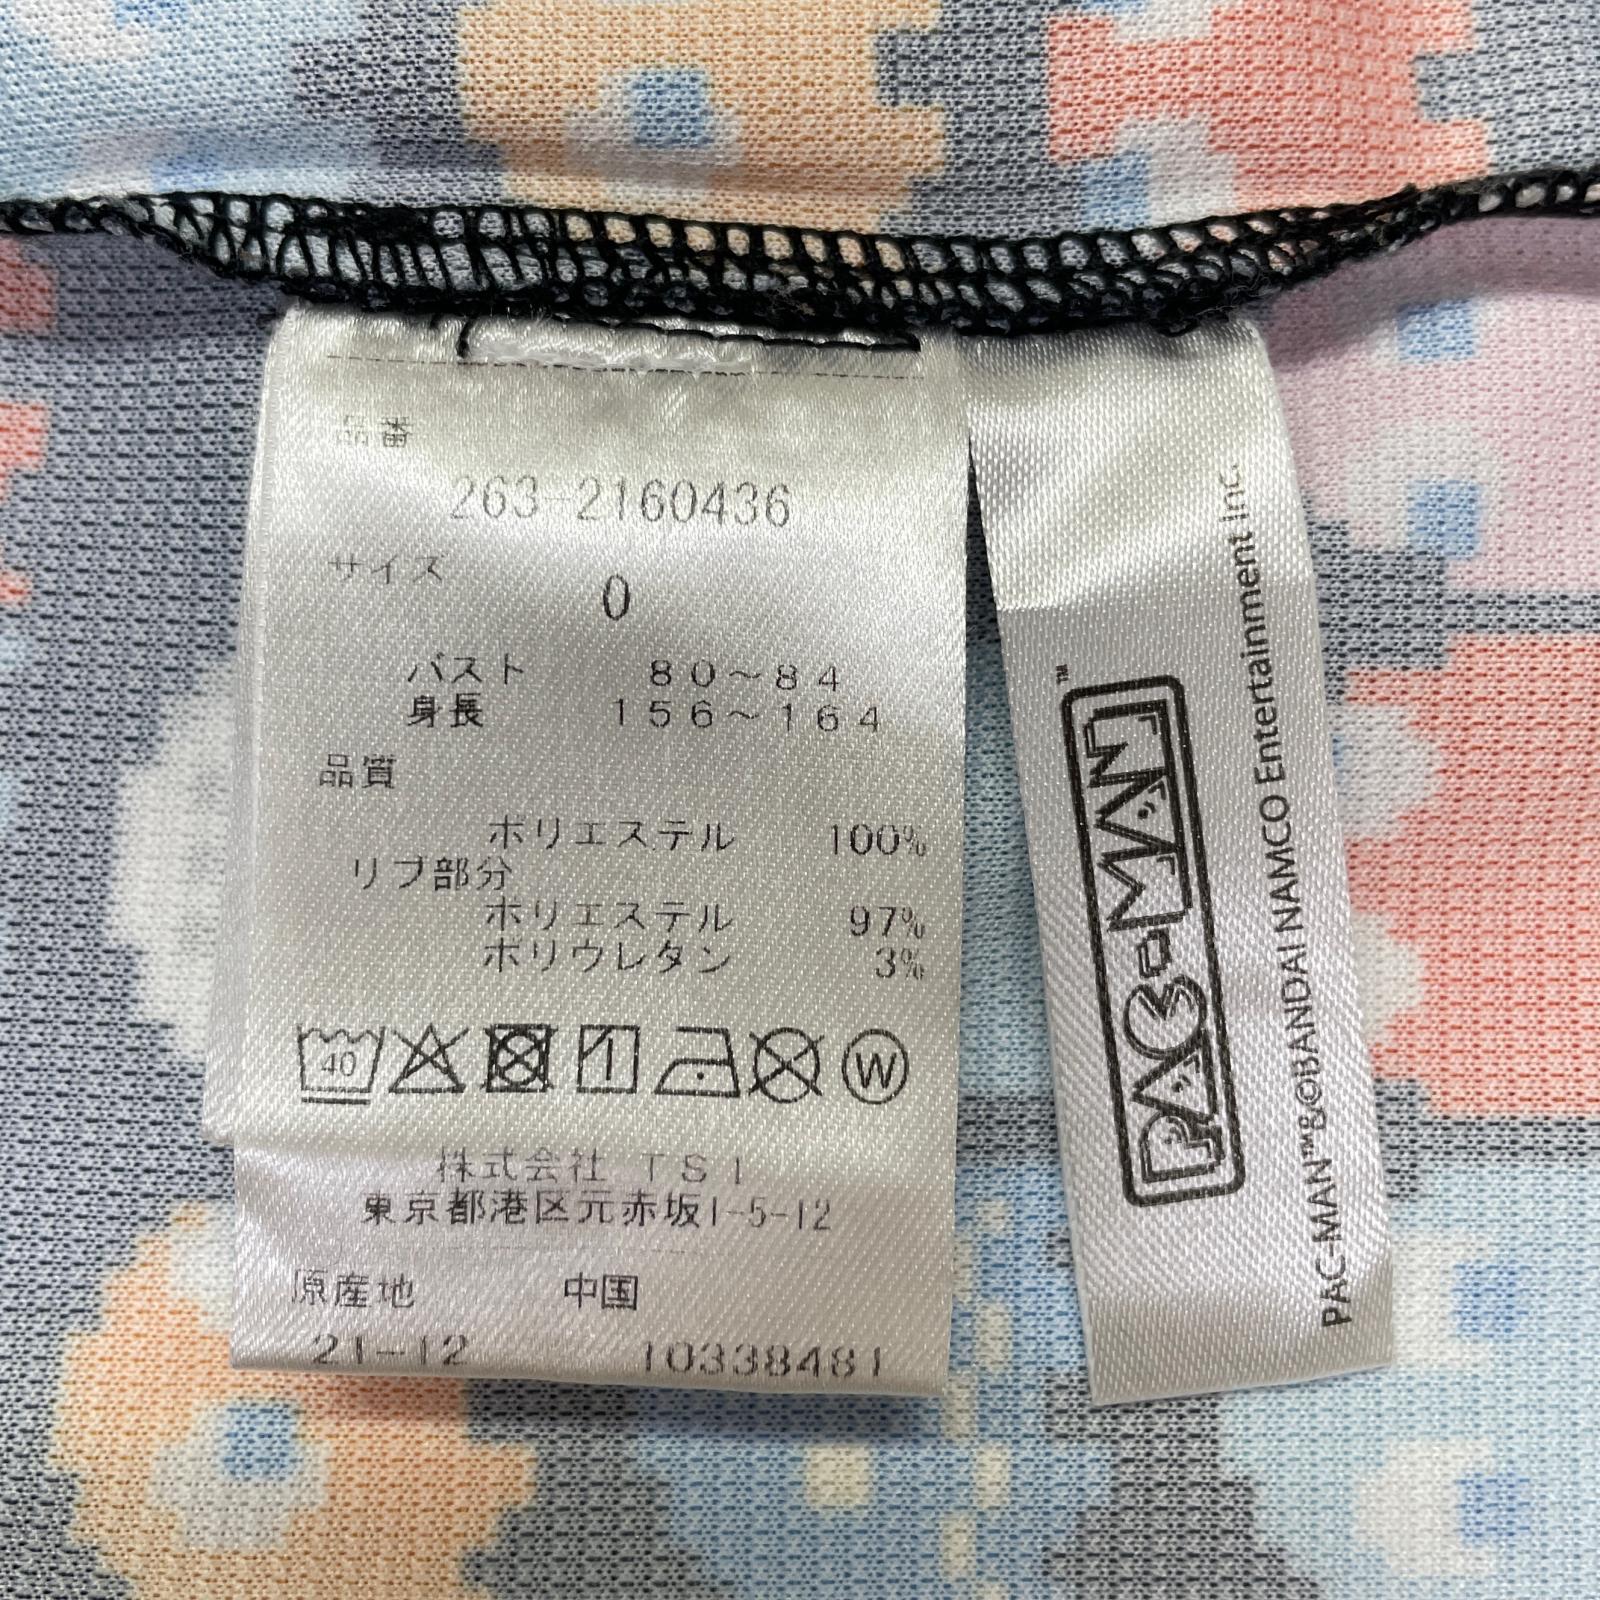 品番
263-2160436
サイズ
0
バスト 80～84
身長 156～164
品質
ポリエステル 100%
リブ部分
ポリエステル 97%
ポリウレタン 3%
40
1
W
株式会社 TSI
東京都港区元赤坂1-5-12
原産地 中国
21-12 10338481
PAC-MAN™
PAC-MAN™&©BANDAI NAMCO Entertainment Inc.